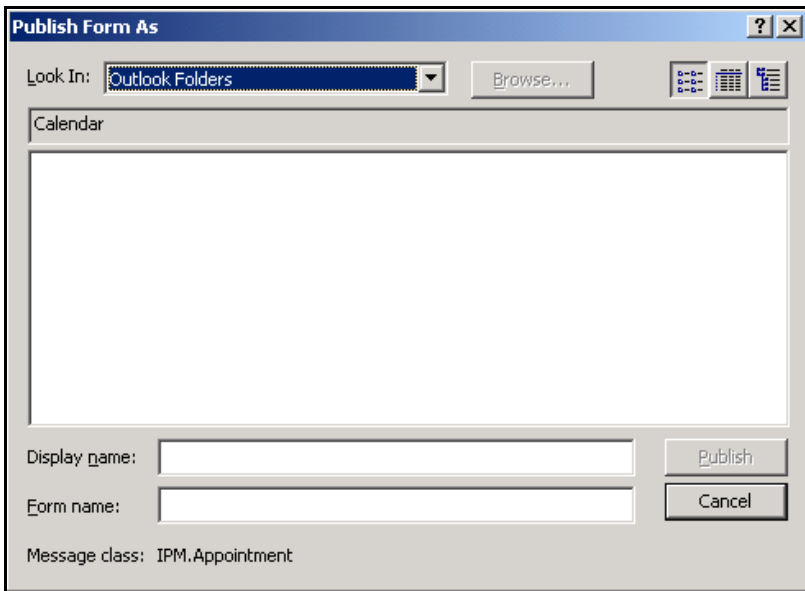 Publish Form As
Look In: Outlook Folders Browse...
Calendar
Display name: Publish
Form name: Cancel
Message class: IPM.Appointment